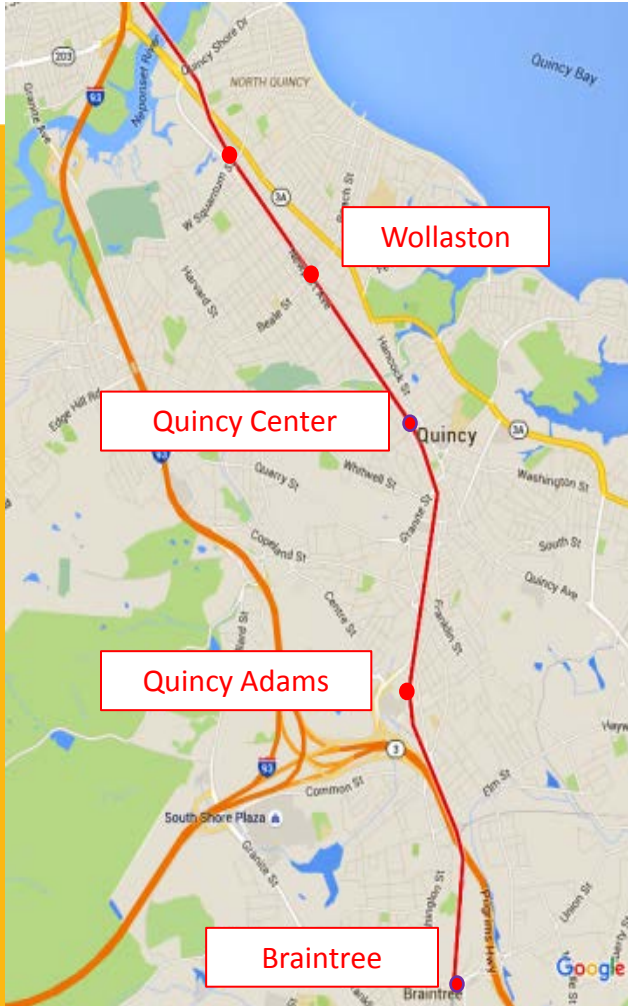 Quincy Shore Dr
203
Neponset River
Granite Ave
93
NORTH QUINCY
Quincy Bay
W Squantum St
3A
Wollaston
Harvard St
Beale St
Hancock St
Edge Hill Rd
Quincy Center
Quincy
3A
93
Quarry St
Whitwell St
Washington St
Granite St
Copeland St
South St
Quincy Ave
Centre St
Franklin St
Quincy Adams
3
93
Common St
Elm St
South Shore Plaza
Granite St
Pilgrims Hwy
Union St
Braintree
Google
Braintree